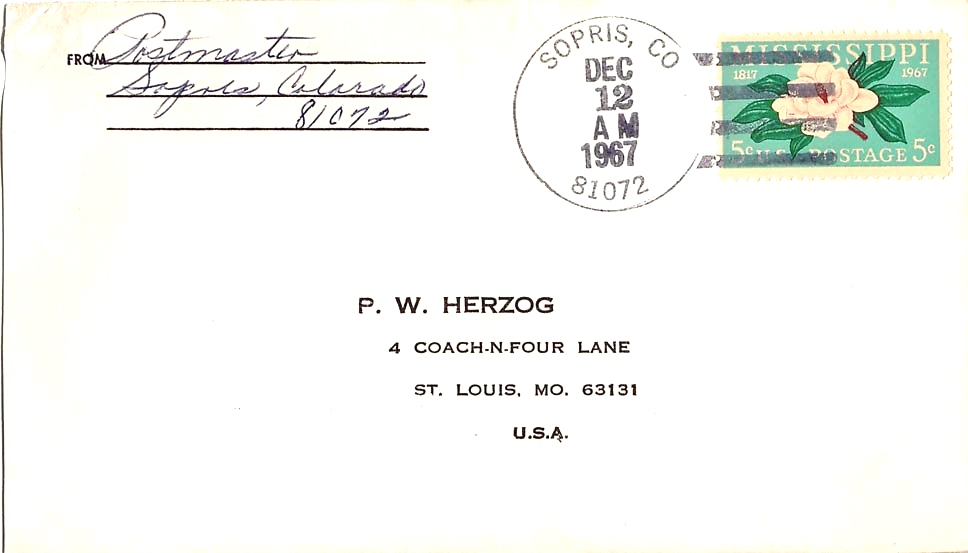 FROM Postmaster
Sopris, Colorado
81072
SOPRIS, CO
DEC
12
AM
1967
81072
MISSISSIPPI
1817 1967
5c U.S. POSTAGE 5c
P. W. HERZOG
4 COACH-N-FOUR LANE
ST. LOUIS, MO. 63131
U.S.A.